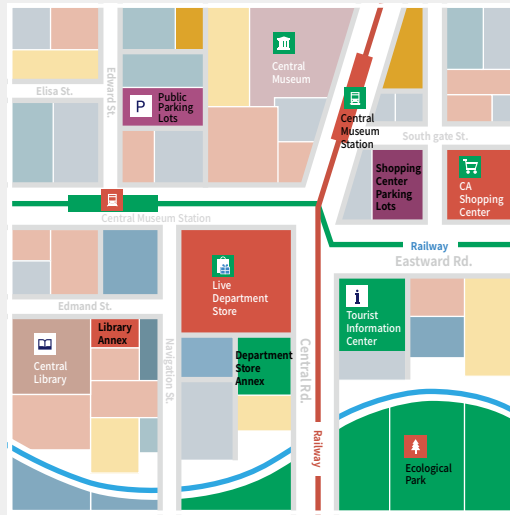 Elisa St.
Edward St.
P
Public
Parking
Lots
Central
Museum
Central
Museum
Station
South gate St.
Shopping
Center
Parking
Lots
CA
Shopping
Center
Central Museum Station
Railway
Eastward Rd.
Live
Department
Store
i
Tourist
Information
Center
Edmand St.
Library
Annex
Central
Library
Navigation St.
Department
Store
Annex
Central Rd.
Railway
Ecological
Park